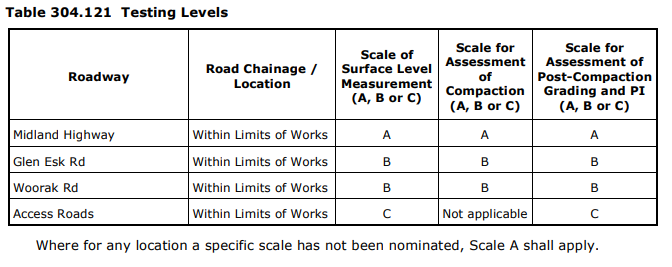 Table 304.121 Testing Levels
Roadway
Road Chainage /
Location
Scale of
Surface Level
Measurement
(A, B or C)
Scale for
Assessment
of
Compaction
(A, B or C)
Scale for
Assessment of
Post-Compaction
Grading and PI
(A, B or C)
Midland Highway Within Limits of Works A A A
Glen Esk Rd Within Limits of Works B B B
Woorak Rd Within Limits of Works B B B
Access Roads Within Limits of Works C Not applicable C
Where for any location a specific scale has not been nominated, Scale A shall apply.